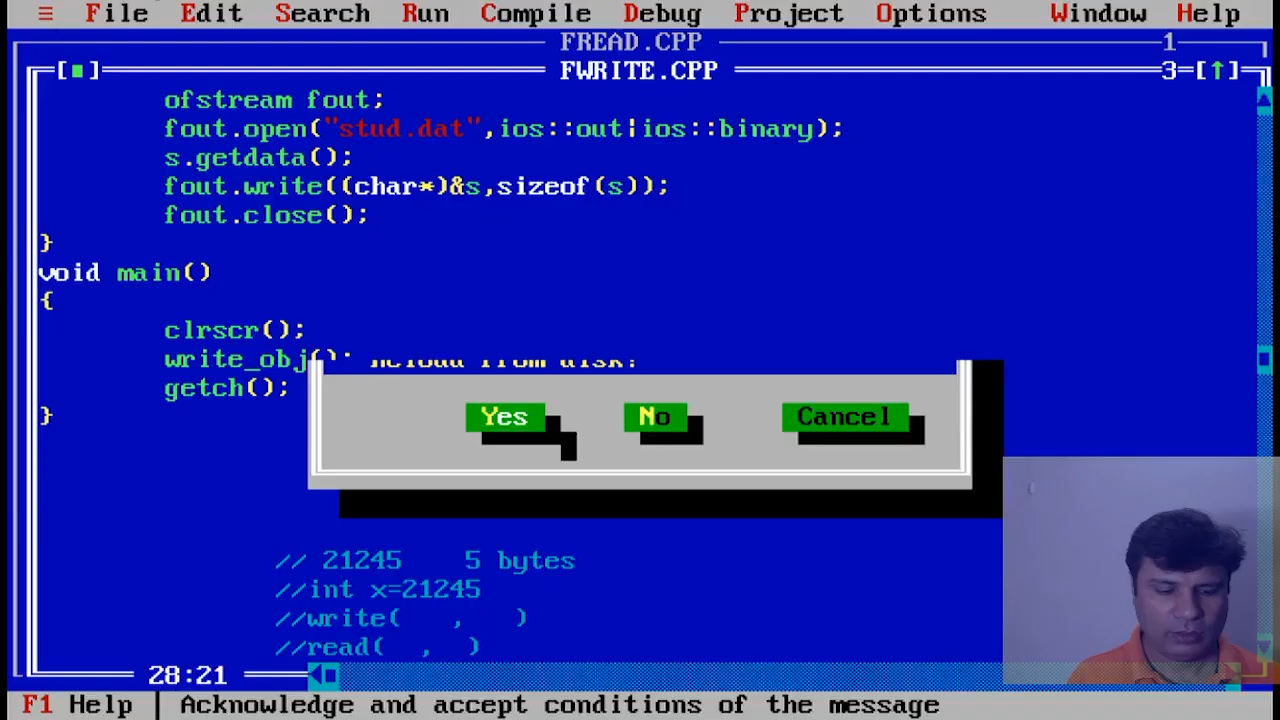 ≡ File Edit Search Run Compile Debug Project Options Window Help
FREAD.CPP 1
[■] FWRITE.CPP 3=[↑]
ofstream fout;
fout.open("stud.dat",ios::out|ios::binary);
s.getdata();
fout.write((char*)&s,sizeof(s));
fout.close();
}
void main()
{
clrscr();
write_obj(); Reload from disk?
getch();
}
Yes No Cancel
// 21245 5 bytes
//int x=21245
//write( , )
//read( , )
28:21
F1 Help | Acknowledge and accept conditions of the message